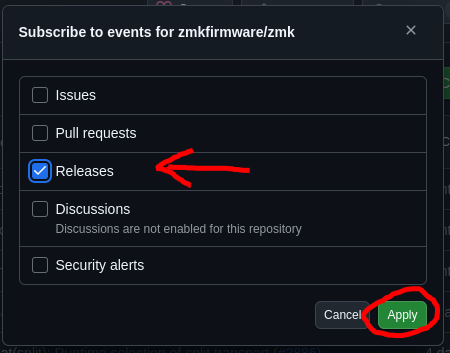 Subscribe to events for zmkfirmware/zmk
Issues
Pull requests
Releases
Discussions
Discussions are not enabled for this repository
Security alerts
Cancel
Apply